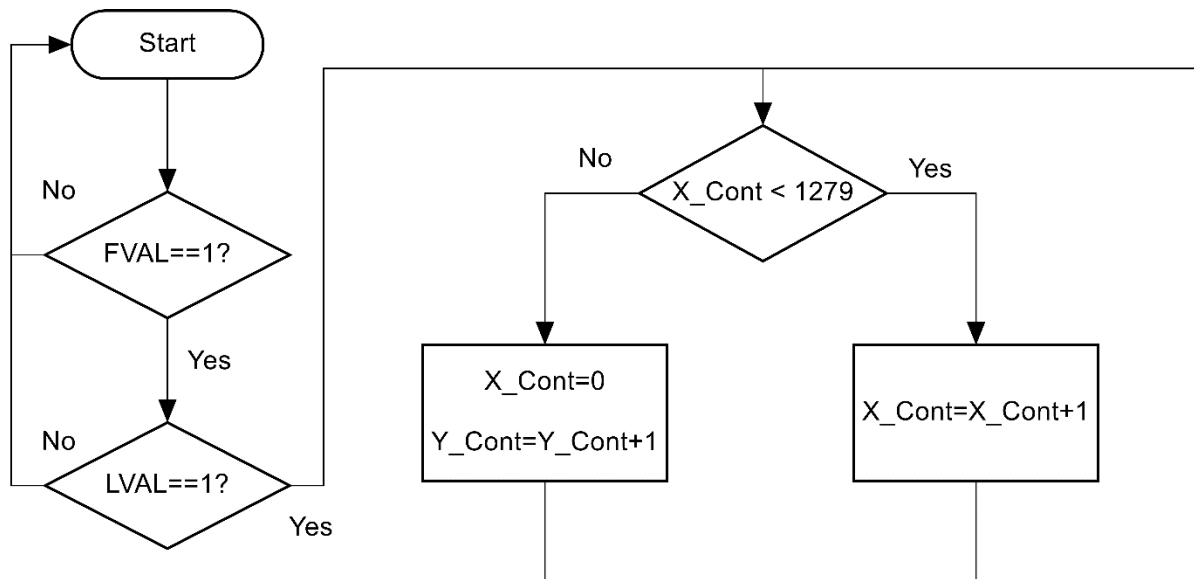 Start
No
FVAL==1?
Yes
No
LVAL==1?
Yes
No
X_Cont < 1279
Yes
X_Cont=0
Y_Cont=Y_Cont+1
X_Cont=X_Cont+1